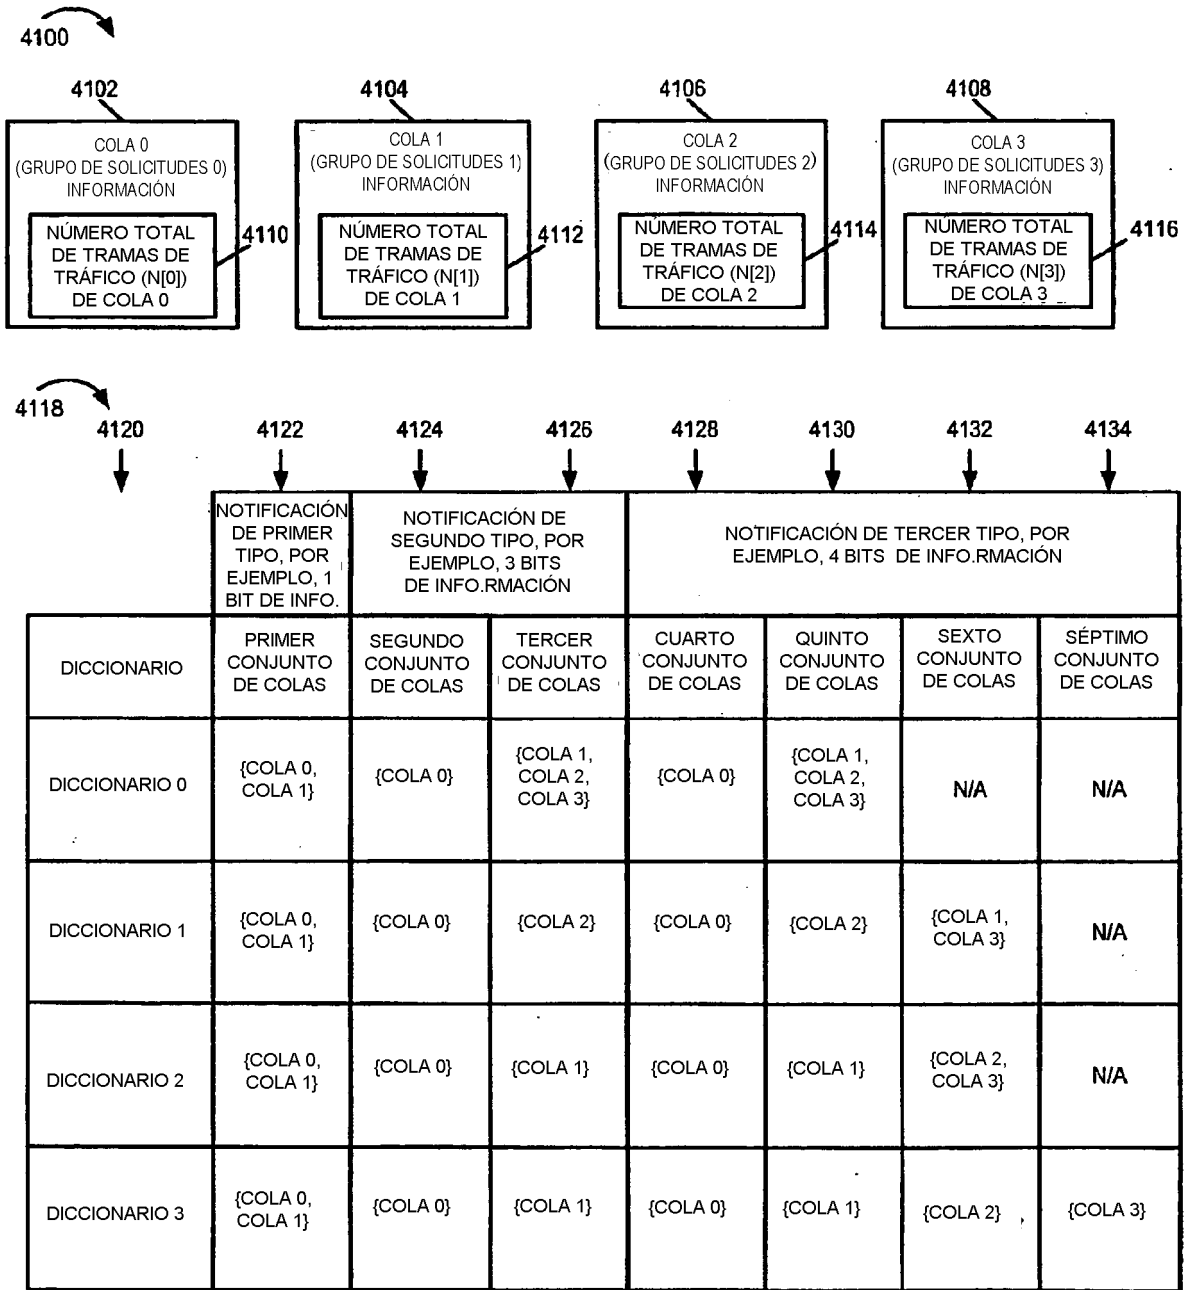 4100
4102
4104
4106
4108
COLA 0
(GRUPO DE SOLICITUDES 0)
INFORMACIÓN
NÚMERO TOTAL
DE TRAMAS DE
TRÁFICO (N[0])
DE COLA 0
4110
COLA 1
(GRUPO DE SOLICITUDES 1)
INFORMACIÓN
NÚMERO TOTAL
DE TRAMAS DE
TRÁFICO (N[1])
DE COLA 1
4112
COLA 2
(GRUPO DE SOLICITUDES 2)
INFORMACIÓN
NÚMERO TOTAL
DE TRAMAS DE
TRÁFICO (N[2])
DE COLA 2
4114
COLA 3
(GRUPO DE SOLICITUDES 3)
INFORMACIÓN
NÚMERO TOTAL
DE TRAMAS DE
TRÁFICO (N[3])
DE COLA 3
4116
4118
4120
4122
4124
4126
4128
4130
4132
4134
NOTIFICACIÓN
DE PRIMER
TIPO, POR
EJEMPLO, 1
BIT DE INFO.
NOTIFICACIÓN DE
SEGUNDO TIPO, POR
EJEMPLO, 3 BITS
DE INFO.RMACIÓN
NOTIFICACIÓN DE TERCER TIPO, POR
EJEMPLO, 4 BITS DE INFO.RMACIÓN
DICCIONARIO
PRIMER
CONJUNTO
DE COLAS
SEGUNDO
CONJUNTO
DE COLAS
TERCER
CONJUNTO
DE COLAS
CUARTO
CONJUNTO
DE COLAS
QUINTO
CONJUNTO
DE COLAS
SEXTO
CONJUNTO
DE COLAS
SÉPTIMO
CONJUNTO
DE COLAS
DICCIONARIO 0
{COLA 0,
COLA 1}
{COLA 0}
{COLA 1,
COLA 2,
COLA 3}
{COLA 0}
{COLA 1,
COLA 2,
COLA 3}
N/A
N/A
DICCIONARIO 1
{COLA 0,
COLA 1}
{COLA 0}
{COLA 2}
{COLA 0}
{COLA 2}
{COLA 1,
COLA 3}
N/A
DICCIONARIO 2
{COLA 0,
COLA 1}
{COLA 0}
{COLA 1}
{COLA 0}
{COLA 1}
{COLA 2,
COLA 3}
N/A
DICCIONARIO 3
{COLA 0,
COLA 1}
{COLA 0}
{COLA 1}
{COLA 0}
{COLA 1}
{COLA 2}
{COLA 3}